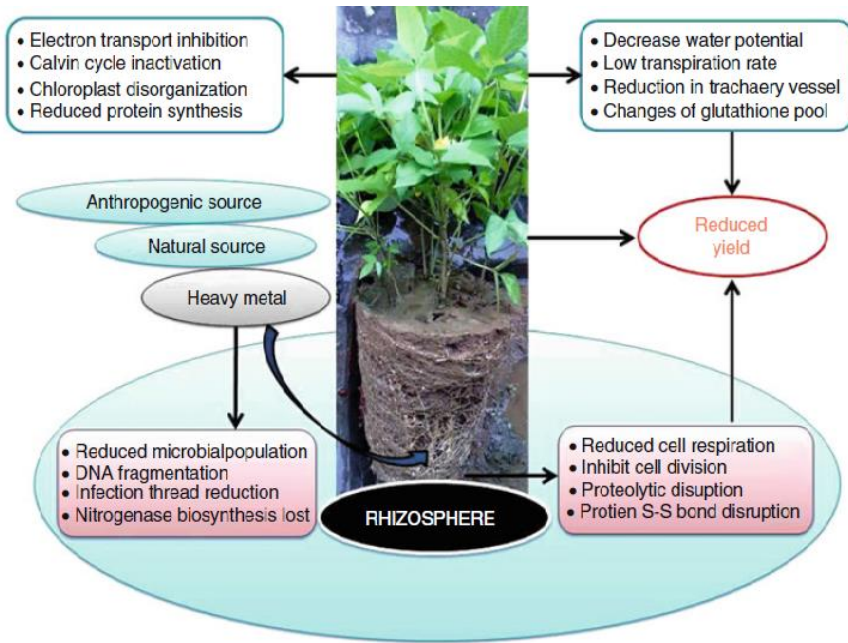 • Electron transport inhibition
• Calvin cycle inactivation
• Chloroplast disorganization
• Reduced protein synthesis
• Decrease water potential
• Low transpiration rate
• Reduction in trachaery vessel
• Changes of glutathione pool
Anthropogenic source
Natural source
Heavy metal
Reduced
yield
• Reduced microbialpopulation
• DNA fragmentation
• Infection thread reduction
• Nitrogenase biosynthesis lost
• Reduced cell respiration
• Inhibit cell division
• Proteolytic disuption
• Protien S-S bond disruption
RHIZOSPHERE